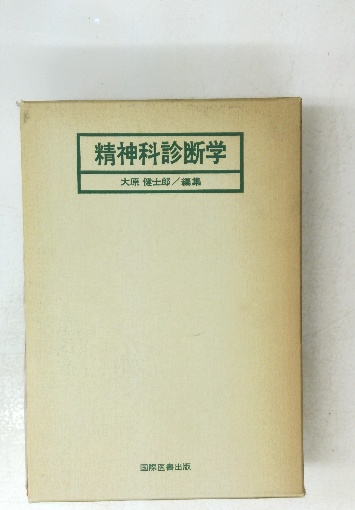 精神科診断学
大原 健士郎／編集
国際医書出版